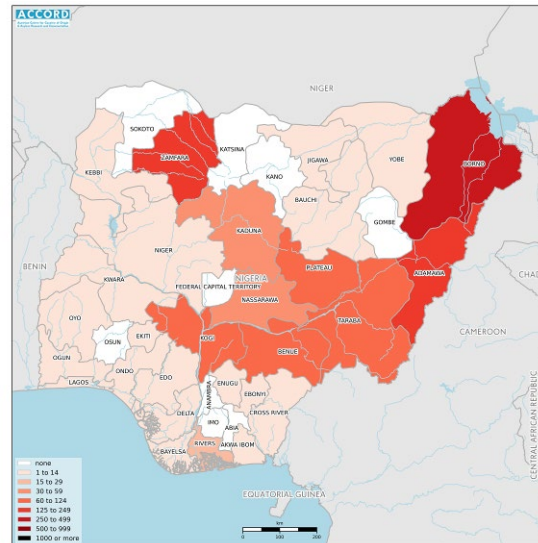 ACCORD
NIGER
SOKOTO
KATSINA
ZAMFARA
KANO
JIGAWA
YOBE
BORNO
KEBBI
BAUCHI
GOMBE
KADUNA
NIGER
PLATEAU
ADAMAWA
BENIN
NIGERIA
CHAD
KWARA
FEDERAL CAPITAL TERRITORY
NASSARAWA
TARABA
OYO
KOGI
CAMEROON
OSUN
EKITI
BENUE
OGUN
ONDO
EDO
ENUGU
ANAMBRA
EBONYI
LAGOS
DELTA
CROSS RIVER
IMO
ABIA
RIVERS
AKWA IBOM
BAYELSA
CENTRAL AFRICAN REPUBLIC
EQUATORIAL GUINEA
none
1 to 14
15 to 29
30 to 59
60 to 124
125 to 249
250 to 499
500 to 999
1000 or more
km
0 100 200